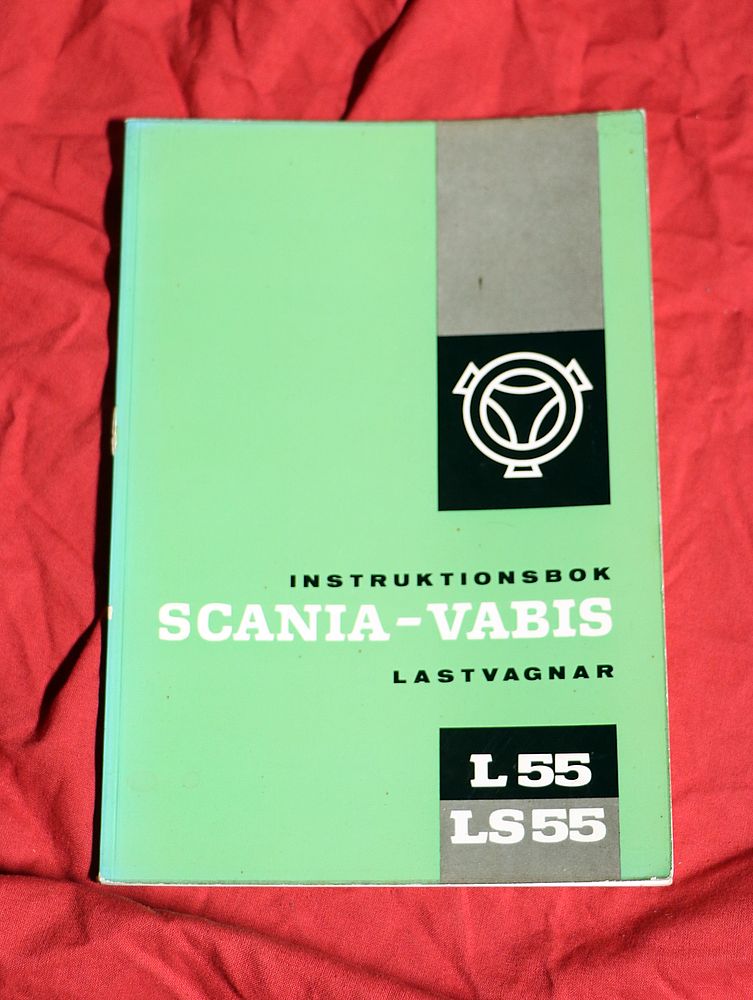 INSTRUKTIONSBOK
SCANIA-VABIS
LASTVAGNAR
L 55
LS 55